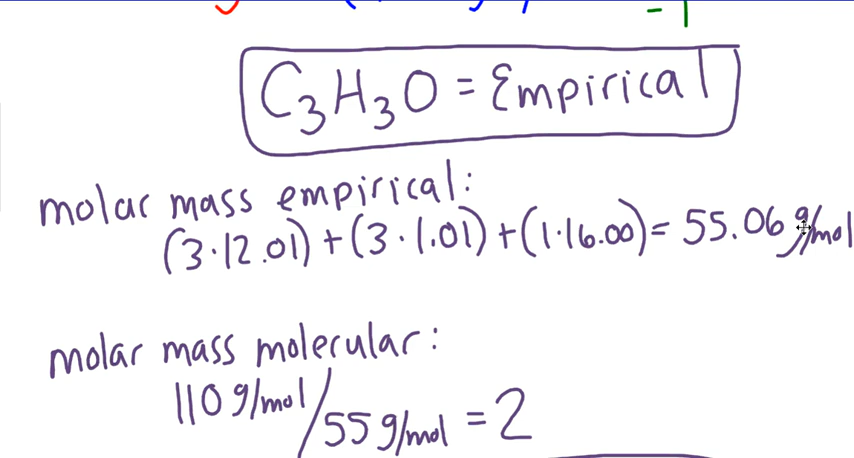 C₃H₃O = Empirical
molar mass empirical:
(3·12.01) + (3·1.01) + (1·16.00) = 55.06 g/mol
molar mass molecular:
110 g/mol / 55 g/mol = 2